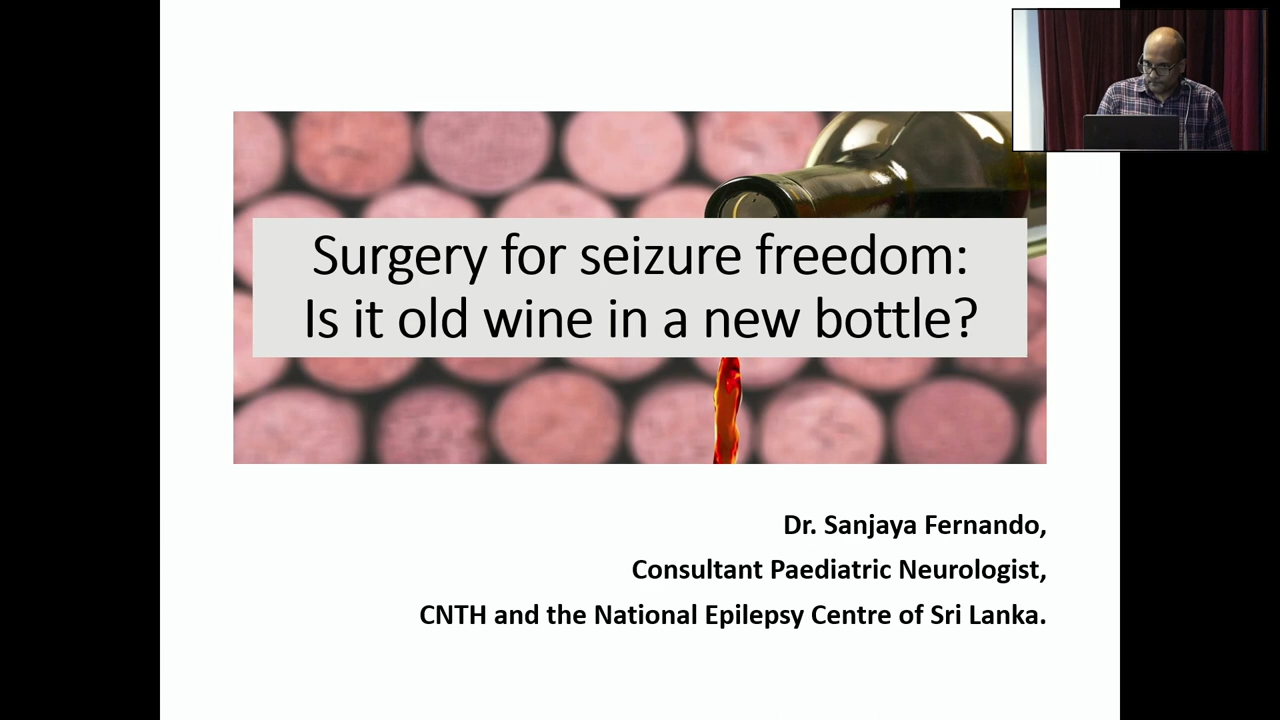 Surgery for seizure freedom:
Is it old wine in a new bottle?
Dr. Sanjaya Fernando,
Consultant Paediatric Neurologist,
CNTH and the National Epilepsy Centre of Sri Lanka.